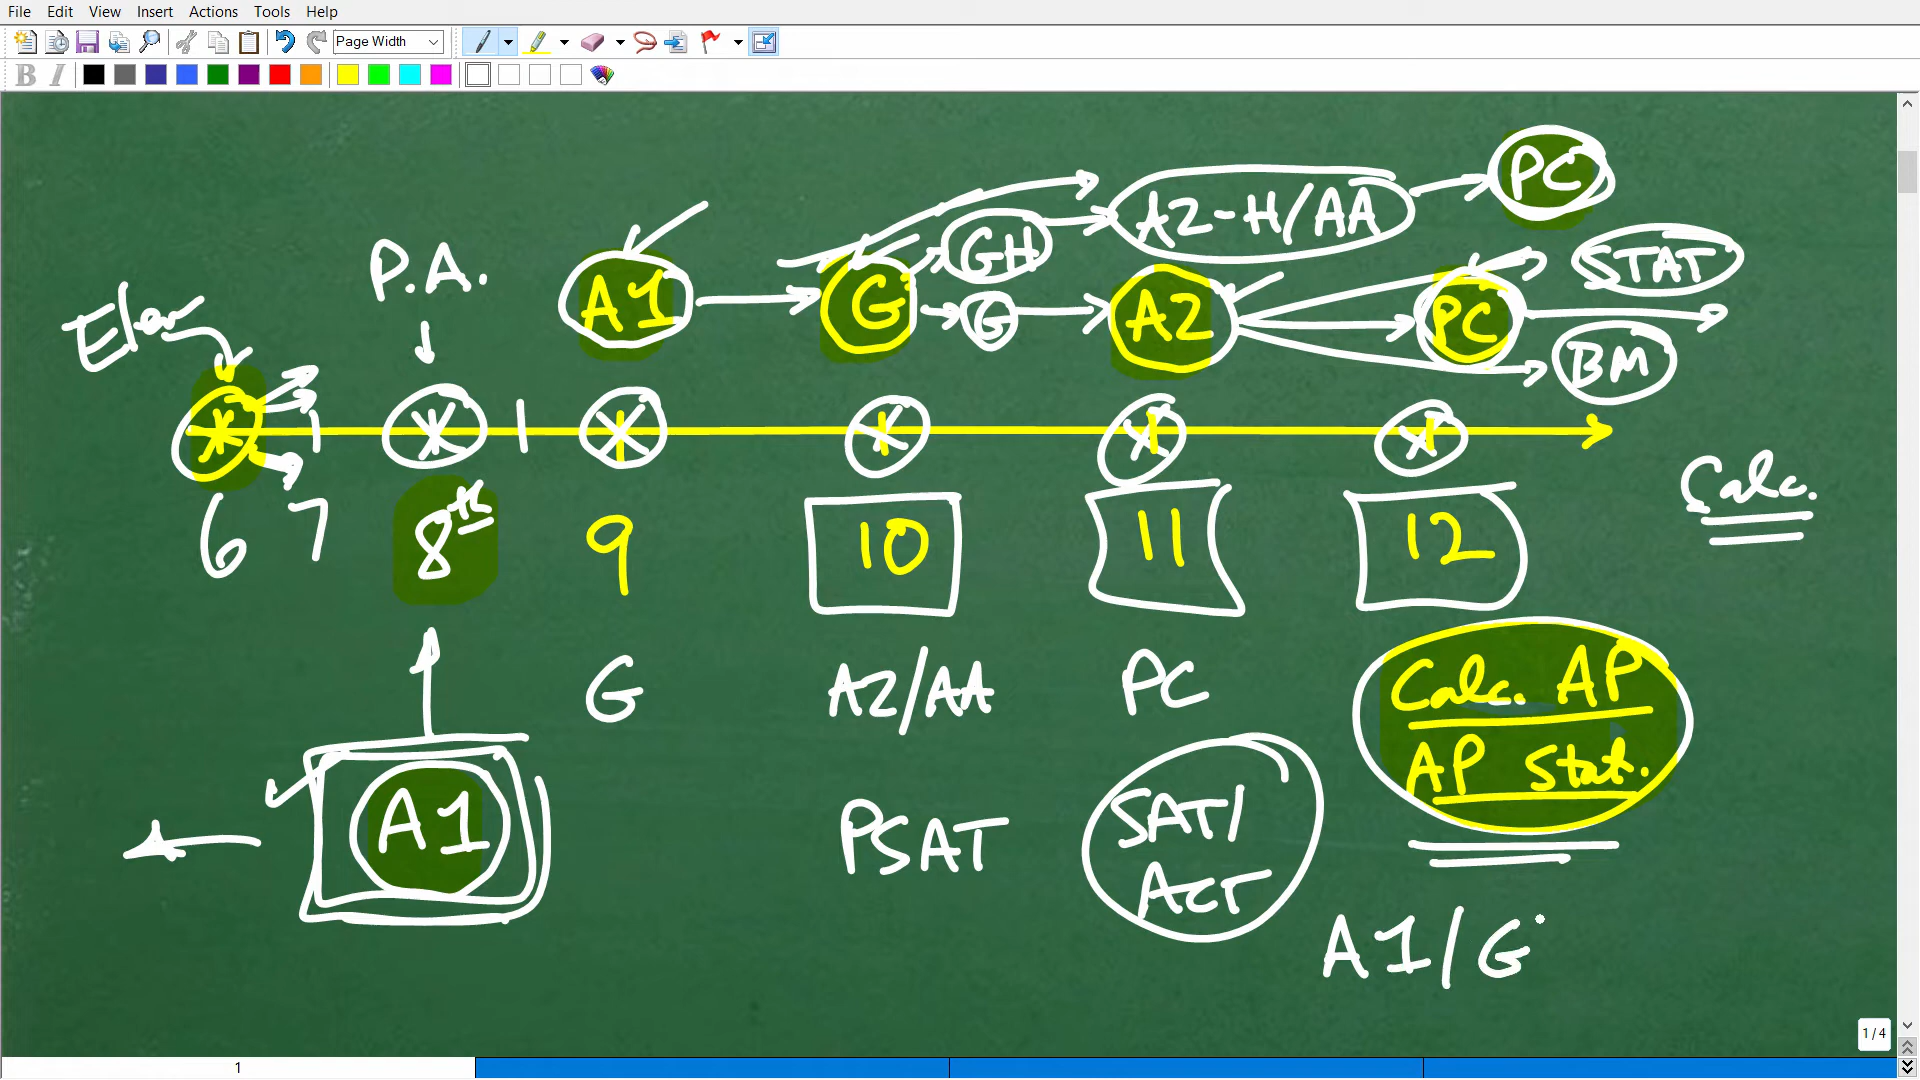 File Edit View Insert Actions Tools Help
Page Width
B I
PC
A2-H/AA
GH
STAT
P.A.
A1 G G A2 PC
BM
Elem
Calc.
6 7 8th 9 10 11 12
G A2/AA PC Calc. AP
AP Stat.
A1 PSAT SAT/
ACT
A1/G
1 / 4
1